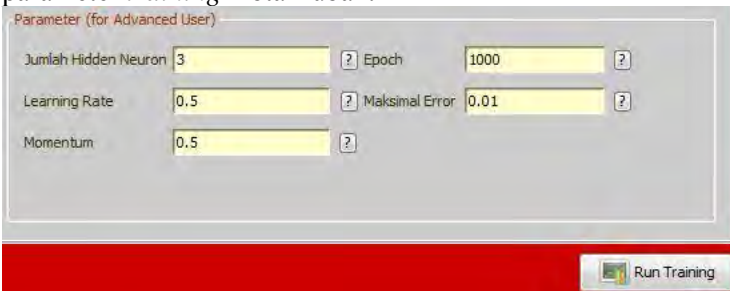 Parameter (for Advanced User)
Jumlah Hidden Neuron 3 ? Epoch 1000 ?
Learning Rate 0.5 ? Maksimal Error 0.01 ?
Momentum 0.5 ?
Run Training